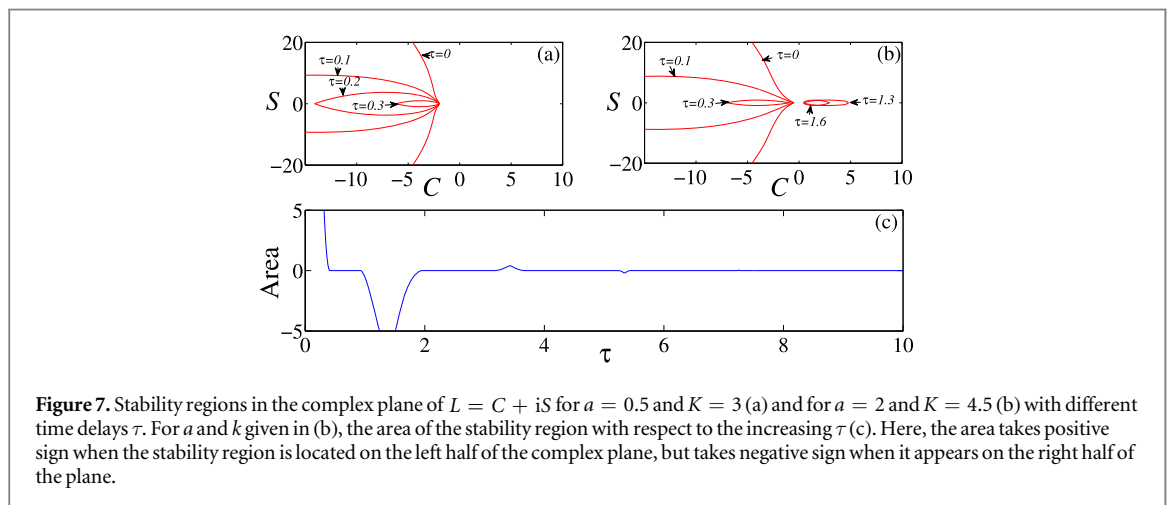 20
0
−20
S
−10
−5
0
5
10
C
(a)
τ=0
τ=0.1
τ=0.2
τ=0.3
20
0
−20
S
−10
−5
0
5
10
C
(b)
τ=0
τ=0.1
τ=0.3
τ=1.3
τ=1.6
5
0
−5
Area
0
2
4
6
8
10
τ
(c)
Figure 7. Stability regions in the complex plane of L = C + iS for a = 0.5 and K = 3 (a) and for a = 2 and K = 4.5 (b) with different
time delays τ. For a and k given in (b), the area of the stability region with respect to the increasing τ (c). Here, the area takes positive
sign when the stability region is located on the left half of the complex plane, but takes negative sign when it appears on the right half of
the plane.